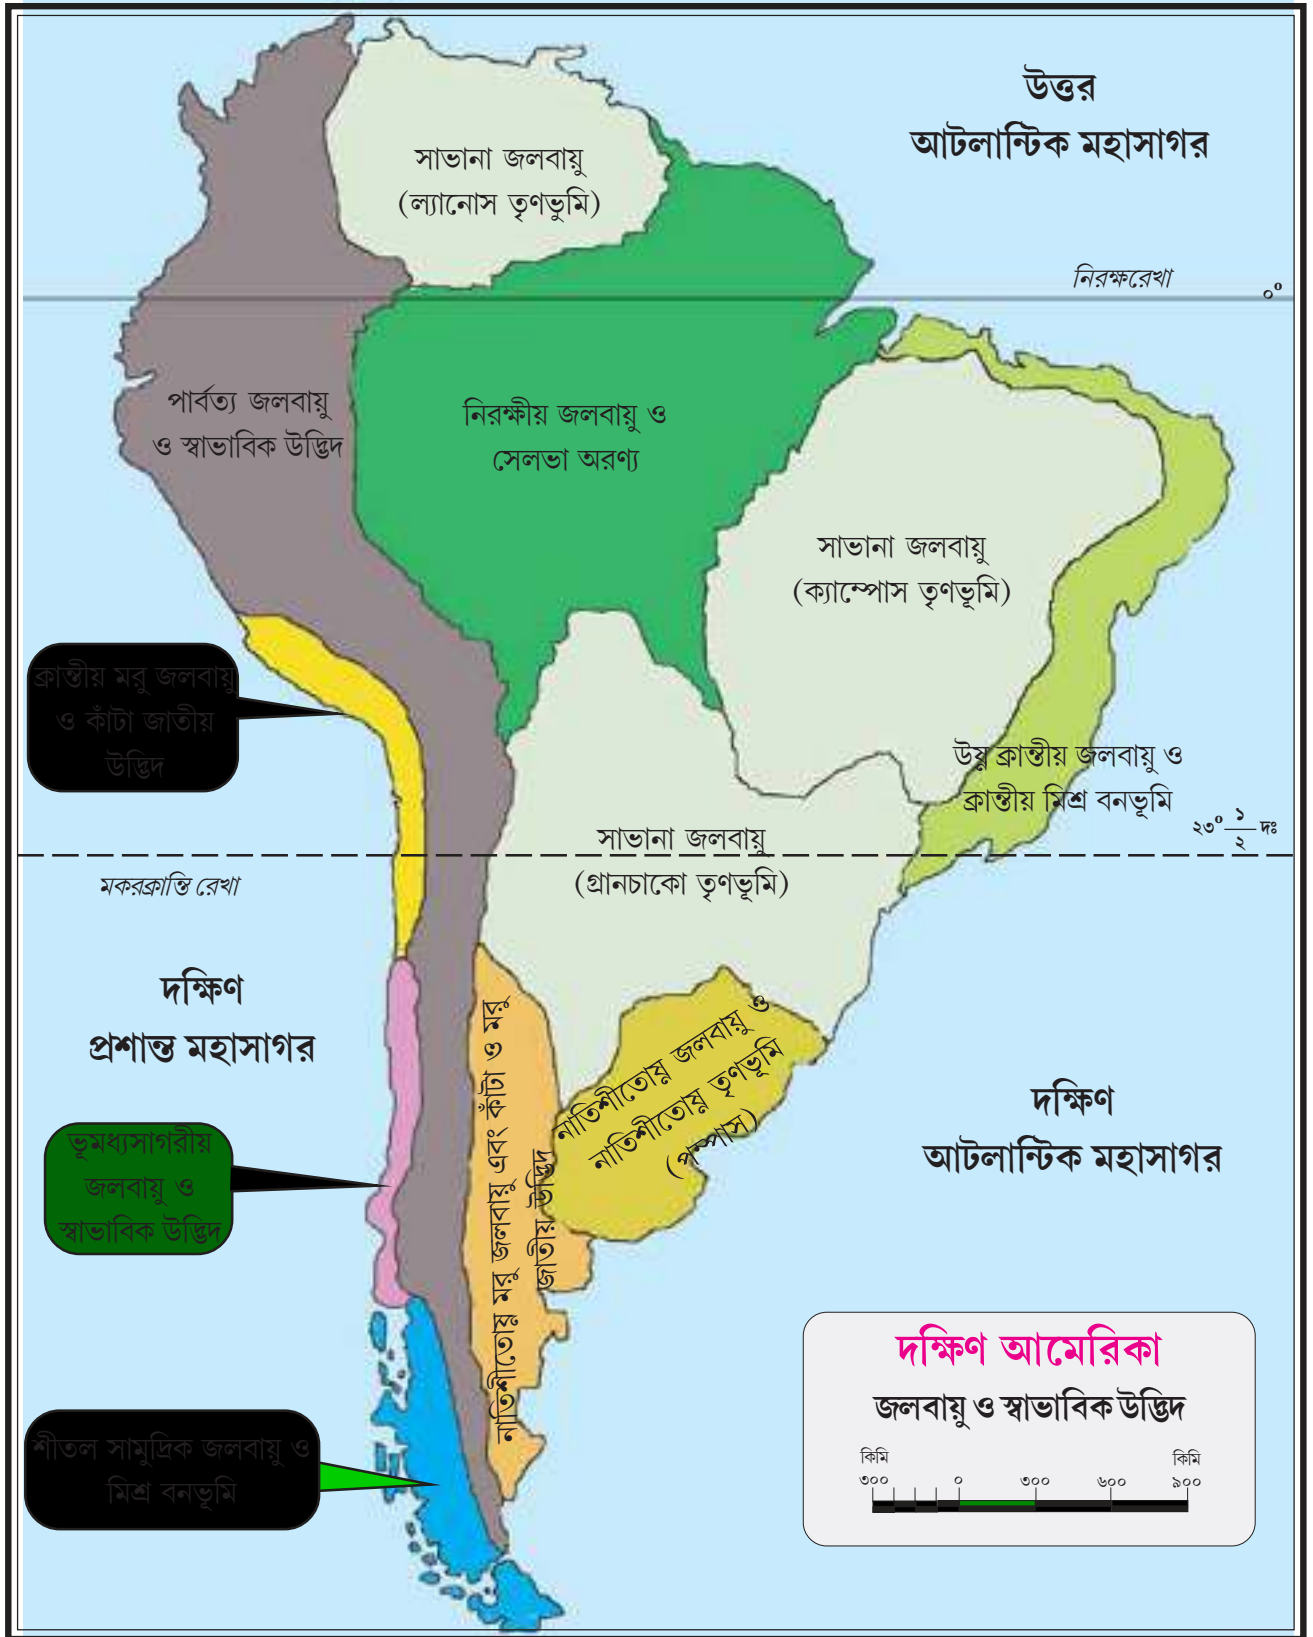 উত্তর
আটলান্টিক মহাসাগর
সাভানা জলবায়ু
(ল্যানোস তৃণভুমি)
নিরক্ষরেখা
০°
পার্বত্য জলবায়ু
ও স্বাভাবিক উদ্ভিদ
নিরক্ষীয় জলবায়ু ও
সেলভা অরণ্য
সাভানা জলবায়ু
(ক্যাম্পোস তৃণভূমি)
ক্রান্তীয় মরু জলবায়ু
ও কাঁটা জাতীয়
উদ্ভিদ
উষ্ণ ক্রান্তীয় জলবায়ু ও
ক্রান্তীয় মিশ্র বনভূমি
২৩° ১/২ দঃ
সাভানা জলবায়ু
(গ্রানচাকো তৃণভূমি)
মকরক্রান্তি রেখা
দক্ষিণ
প্রশান্ত মহাসাগর
নাতিশীতোষ্ণ মরু জলবায়ু এবং কাঁটা ও মরু
জাতীয় উদ্ভিদ
নাতিশীতোষ্ণ জলবায়ু ও
নাতিশীতোষ্ণ তৃণভূমি
(পম্পাস)
দক্ষিণ
আটলান্টিক মহাসাগর
ভূমধ্যসাগরীয়
জলবায়ু ও
স্বাভাবিক উদ্ভিদ
শীতল সামুদ্রিক জলবায়ু ও
মিশ্র বনভূমি
দক্ষিণ আমেরিকা
জলবায়ু ও স্বাভাবিক উদ্ভিদ
কিমি কিমি
৩০০ ০ ৩০০ ৬০০ ৯০০